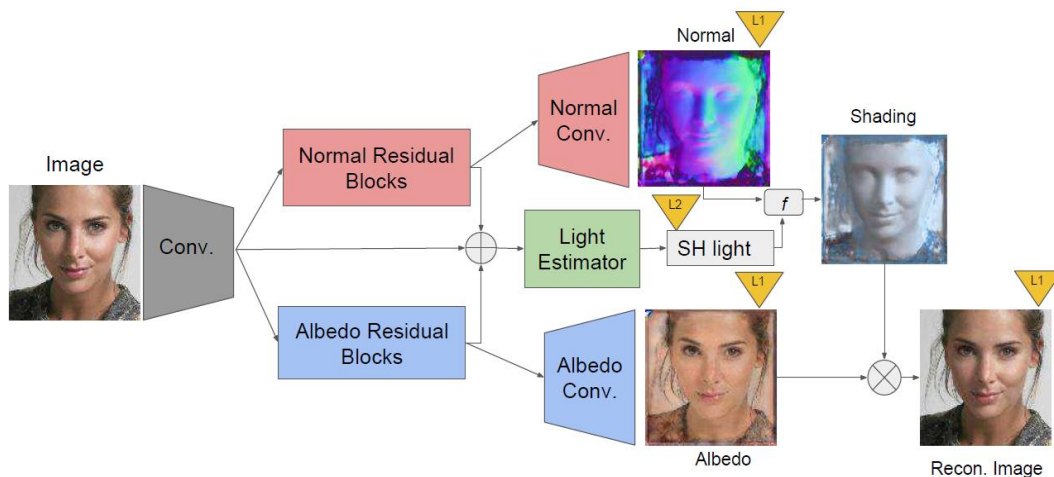 Image
Conv.
Normal Residual
Blocks
Albedo Residual
Blocks
Normal
Conv.
Normal
L1
Light
Estimator
L2
SH light
f
Shading
Albedo
Conv.
L1
Albedo
L1
Recon. Image